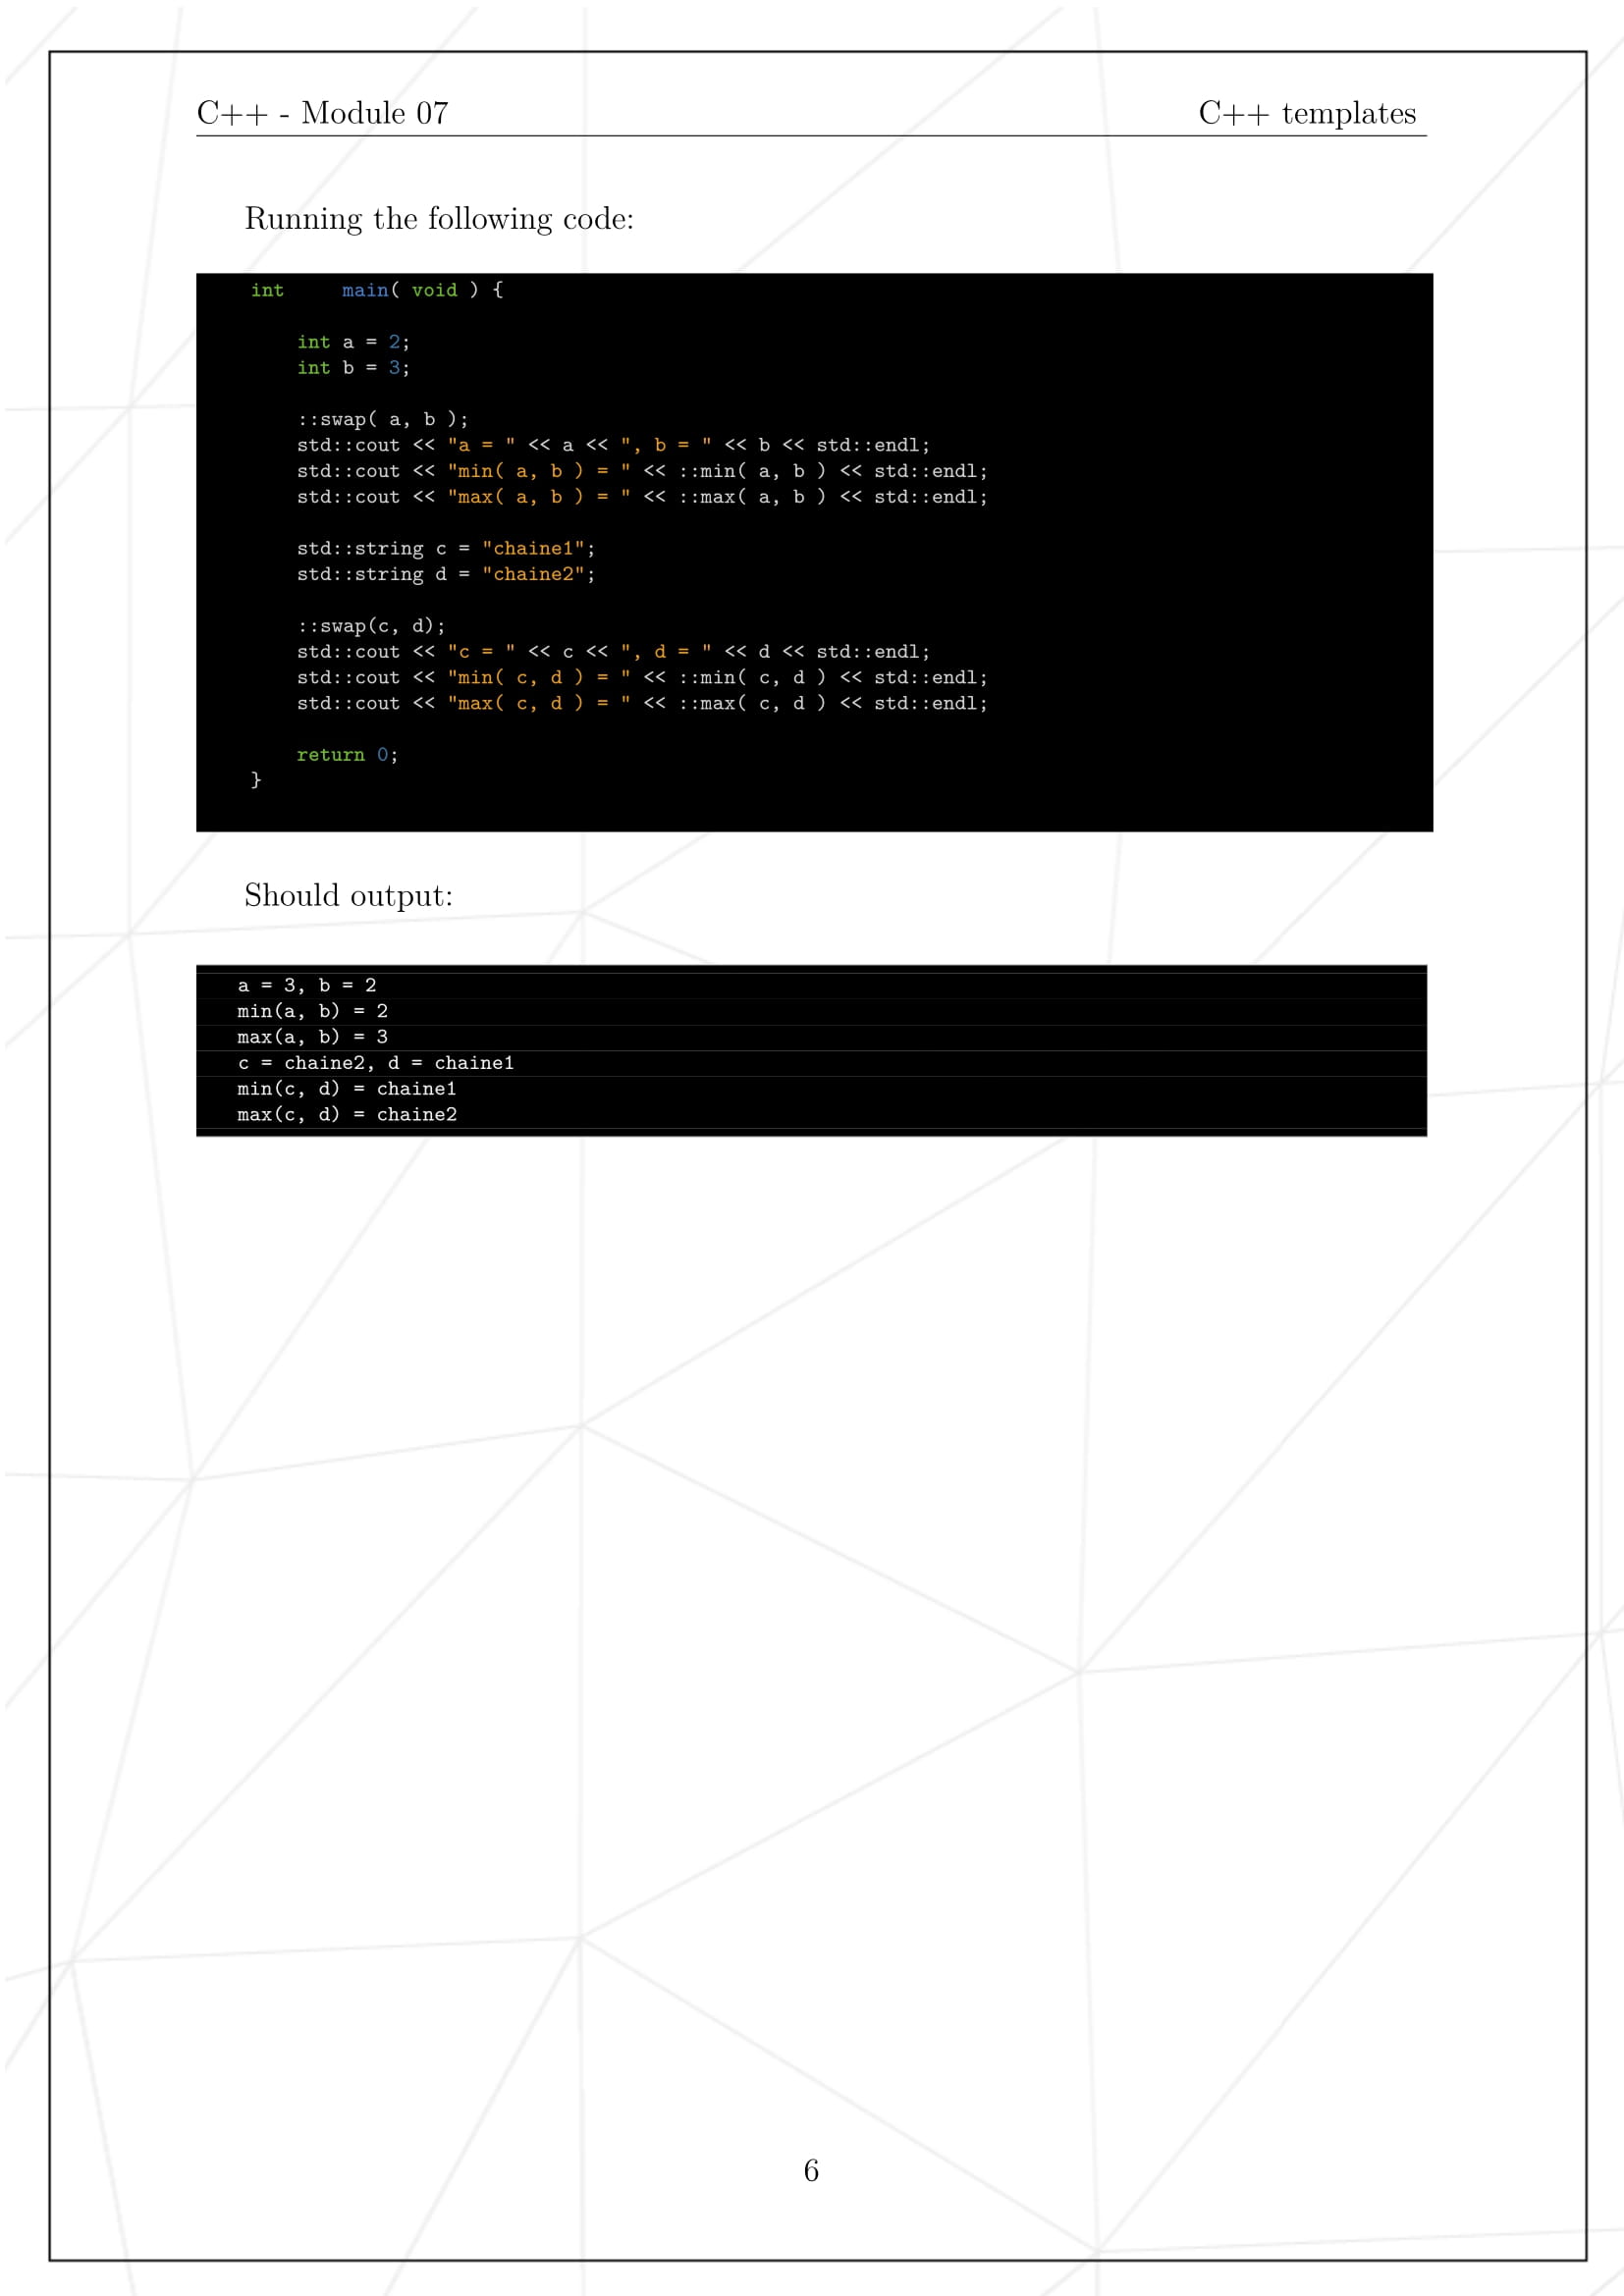 C++ - Module 07 C++ templates
Running the following code:
int     main( void ) {
    int a = 2;
    int b = 3;
    ::swap( a, b );
    std::cout << "a = " << a << ", b = " << b << std::endl;
    std::cout << "min( a, b ) = " << ::min( a, b ) << std::endl;
    std::cout << "max( a, b ) = " << ::max( a, b ) << std::endl;
    std::string c = "chaine1";
    std::string d = "chaine2";
    ::swap(c, d);
    std::cout << "c = " << c << ", d = " << d << std::endl;
    std::cout << "min( c, d ) = " << ::min( c, d ) << std::endl;
    std::cout << "max( c, d ) = " << ::max( c, d ) << std::endl;
    return 0;
}
Should output:
a = 3, b = 2
min(a, b) = 2
max(a, b) = 3
c = chaine2, d = chaine1
min(c, d) = chaine1
max(c, d) = chaine2
6